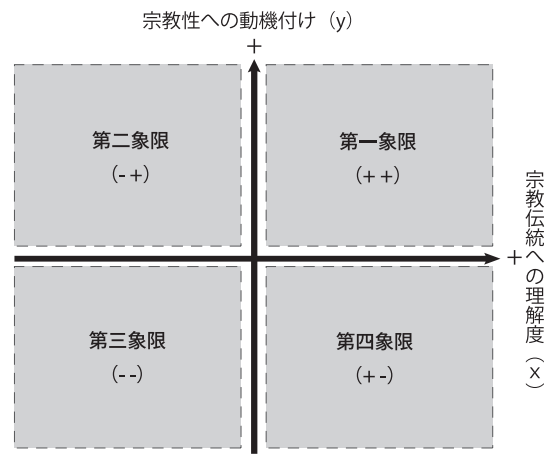 宗教性への動機付け（y）
+
第二象限
(- +)
第一象限
(+ +)
宗教伝統への理解度（x）
+
第三象限
(- -)
第四象限
(+ -)